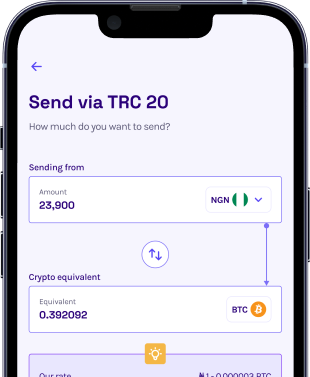 Send via TRC 20
How much do you want to send?
Sending from
Amount
23,900
NGN
Crypto equivalent
Equivalent
0.392092
BTC
Our rate
₦1 - 0.000003 BTC